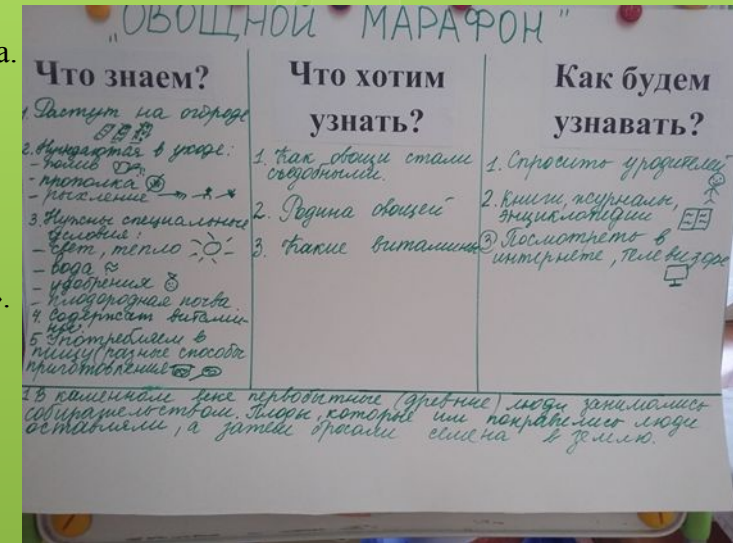 а.
».
"ОВОЩНОЙ МАРАФОН"
Что знаем?
1. Растут на огороде
2. Нуждаются в уходе:
- полив
- прополка
- рыхление
3. Нужны специальные
условия:
- свет, тепло
- вода
- удобрения
- плодородная почва.
4. Содержат витами-
ны.
5 Употребляем в
пищу (разные способы
приготовления
Что хотим
узнать?
1. Как овощи стали
съедобными.
2. Родина овощей
3. Какие витамины
Как будем
узнавать?
1. Спросить у родителей
2. Книги, журналы,
энциклопедии
3 Посмотреть в
интернете, телевизоре
1 В каменном веке первобытные (древние) люди занимались
собирательством. Плоды, которые им понравились люди
оставляли, а затем бросали семена в землю.